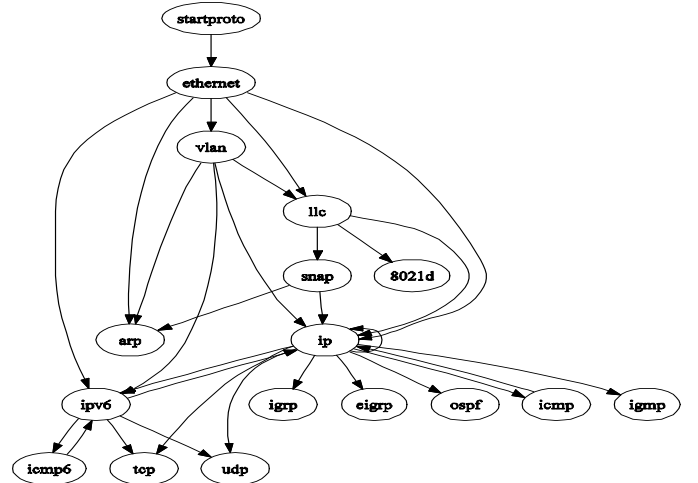 startproto
ethernet
vlan
llc
snap
8021d
arp
ip
ipv6
igrp
eigrp
ospf
icmp
igmp
icmp6
tcp
udp